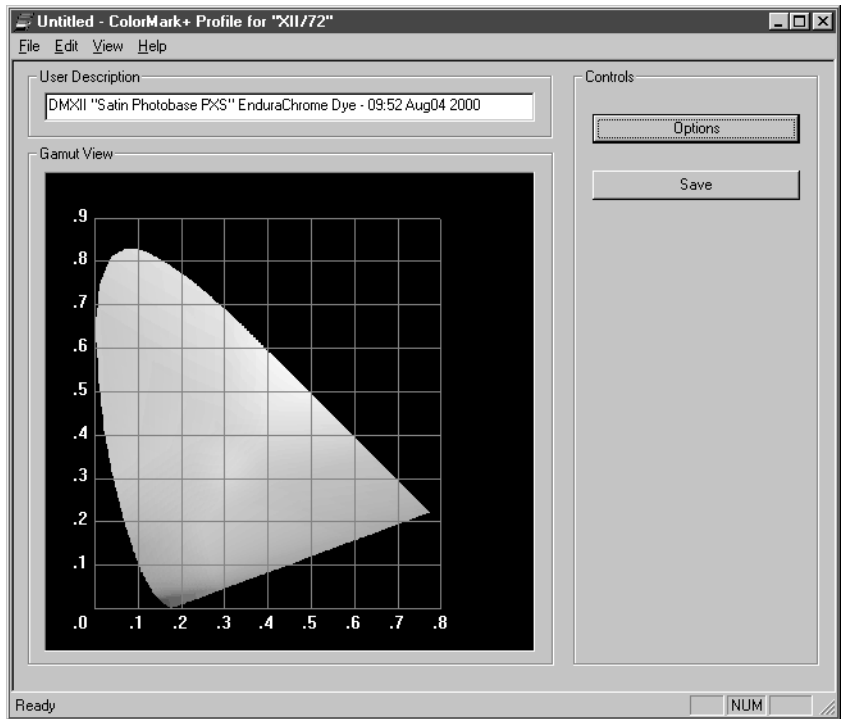 Untitled - ColorMark+ Profile for "XII/72"
File Edit View Help
User Description
DMXII "Satin Photobase PXS" EnduraChrome Dye - 09:52 Aug04 2000
Controls
Options
Save
Gamut View
.9
.8
.7
.6
.5
.4
.3
.2
.1
.0 .1 .2 .3 .4 .5 .6 .7 .8
Ready NUM